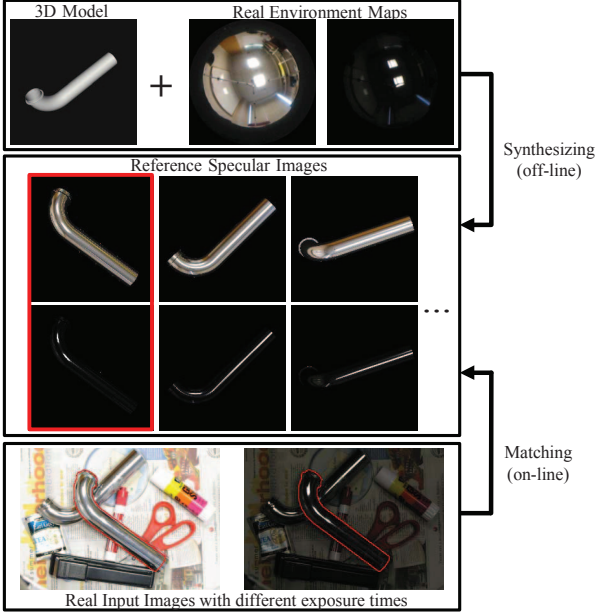 3D Model
Real Environment Maps
+
Synthesizing
(off-line)
Reference Specular Images
...
Matching
(on-line)
Real Input Images with different exposure times